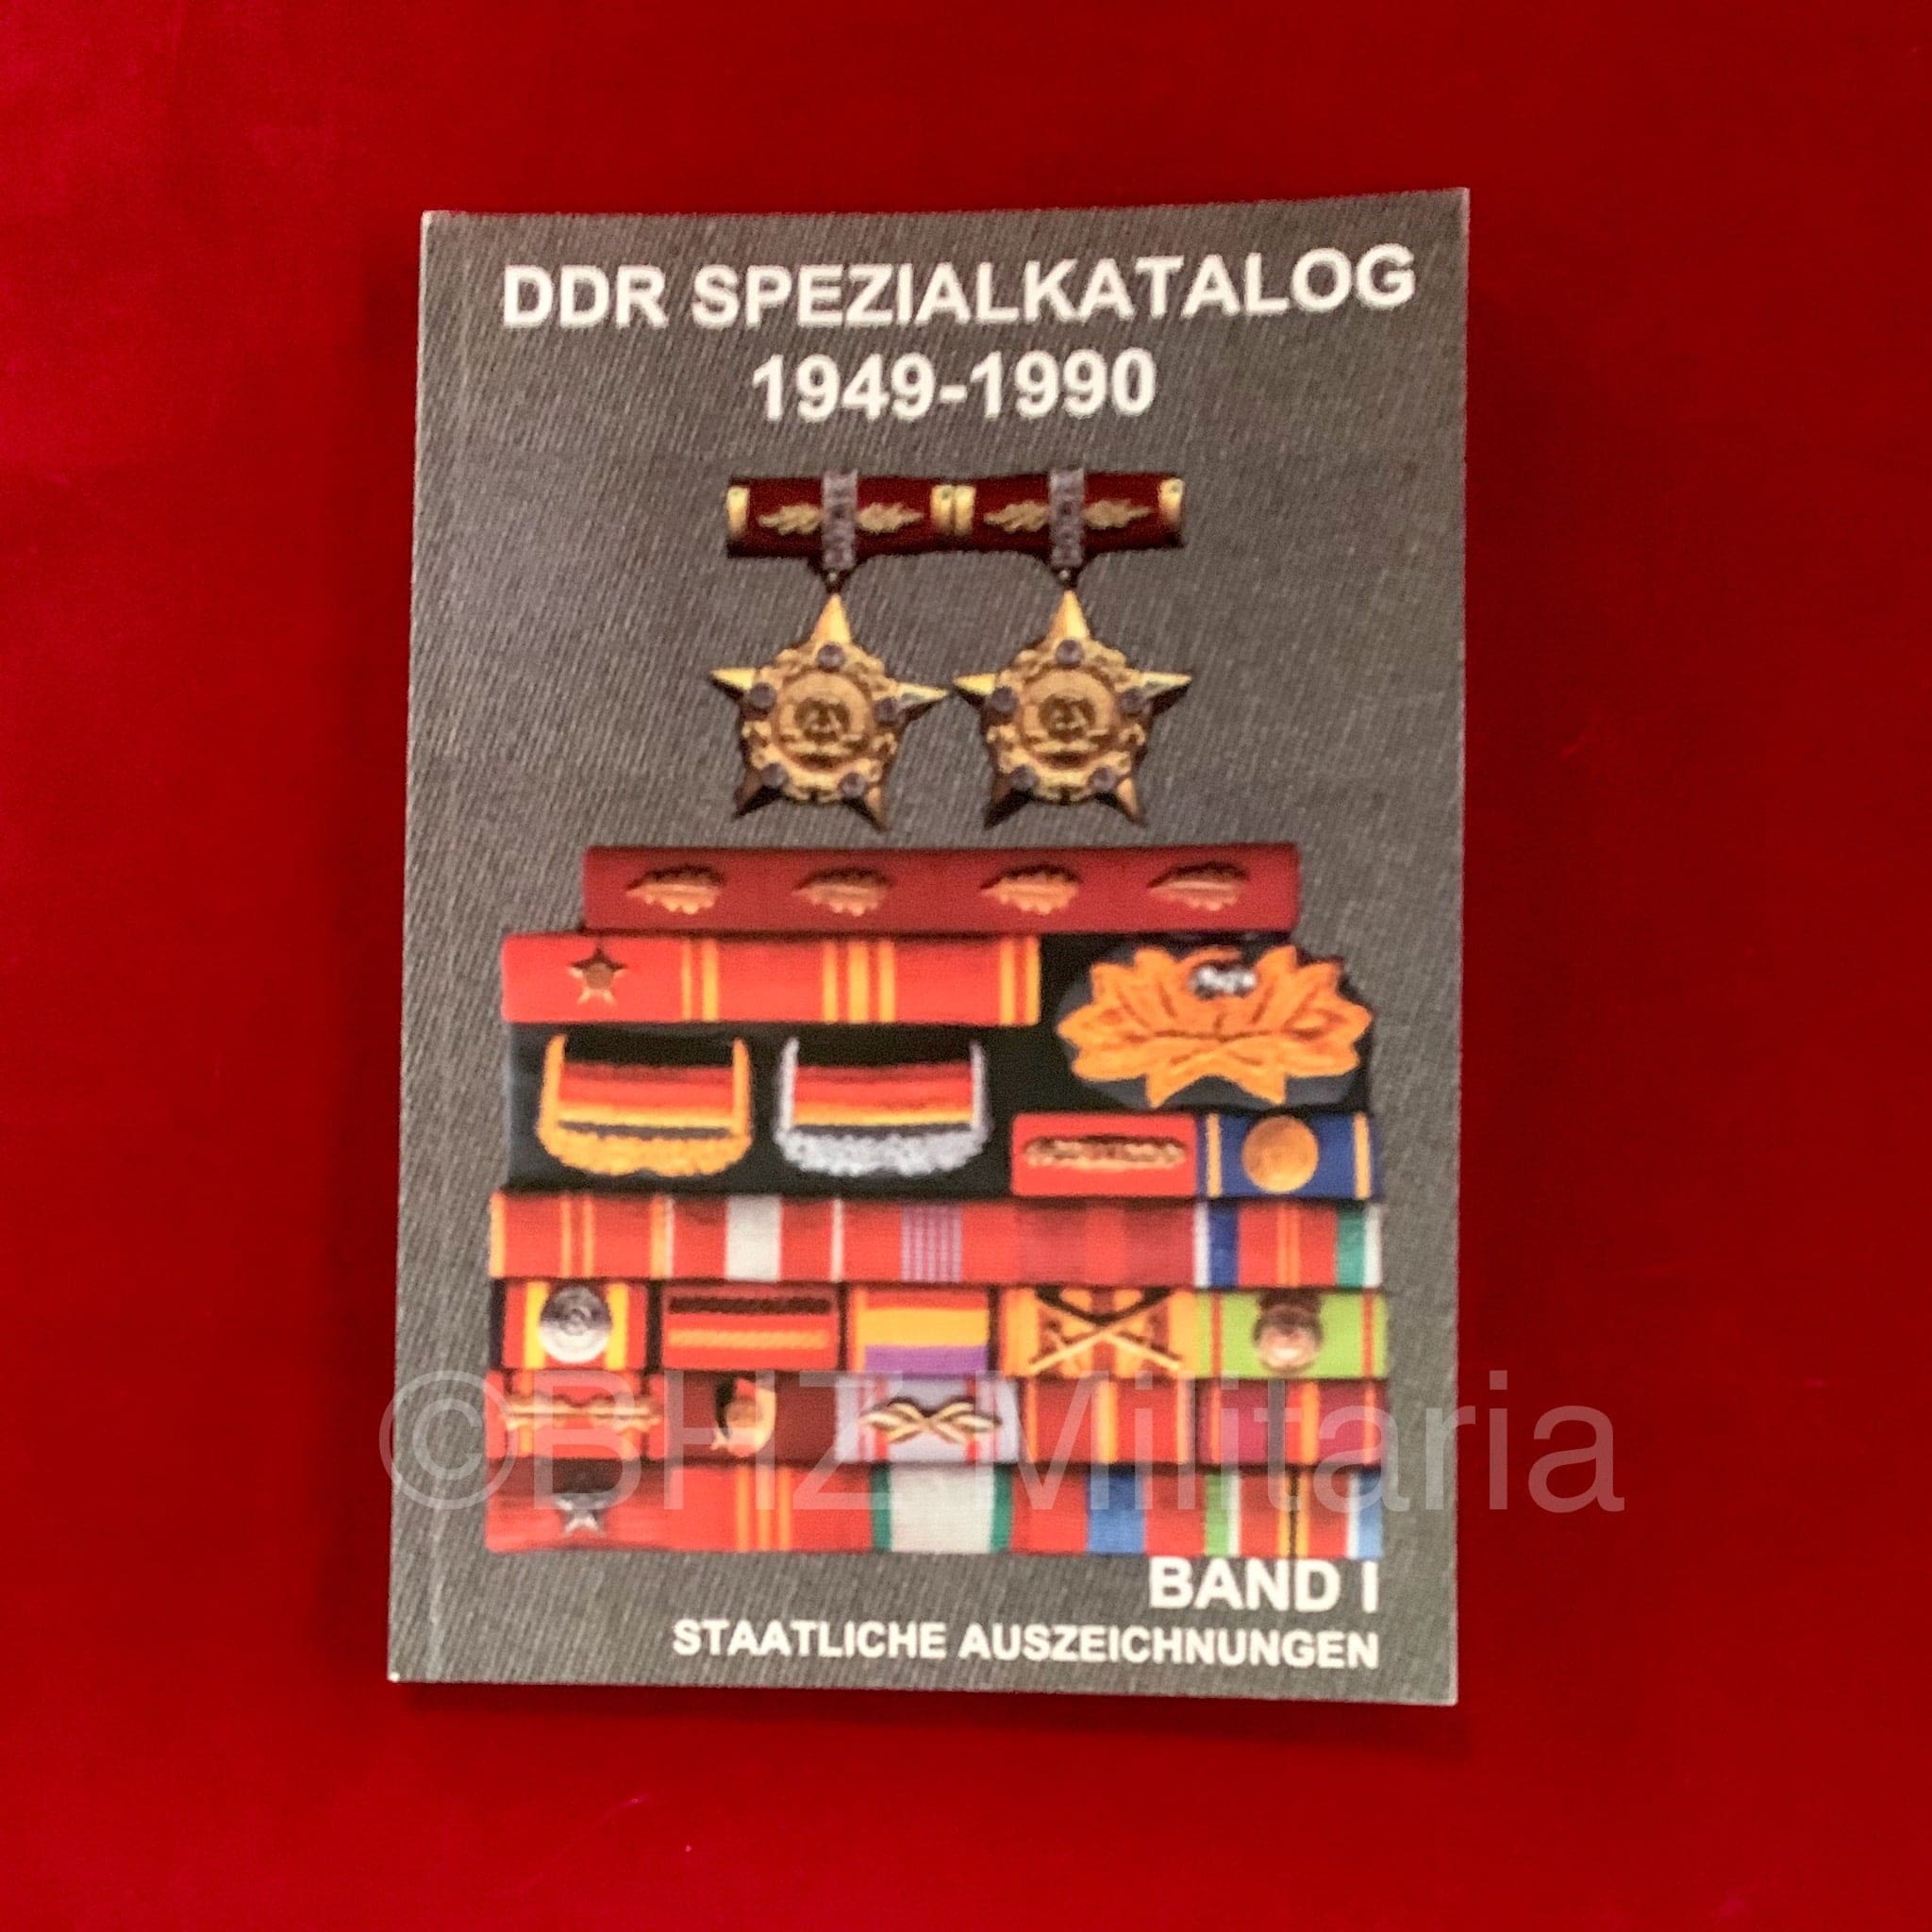 DDR SPEZIALKATALOG
1949-1990
©BHZ Militaria
BAND I
STAATLICHE AUSZEICHNUNGEN